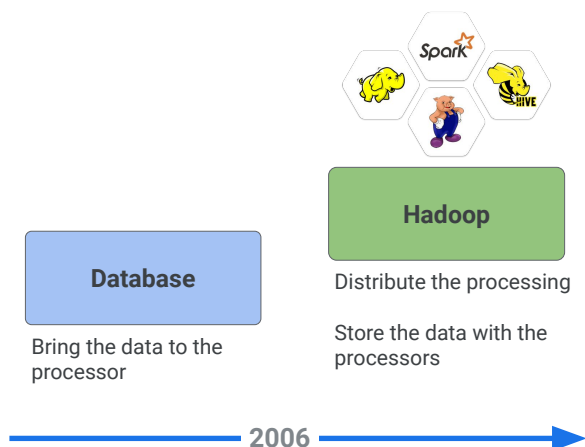 Spark
HIVE
Hadoop
Database
Distribute the processing
Bring the data to the
processor
Store the data with the
processors
2006